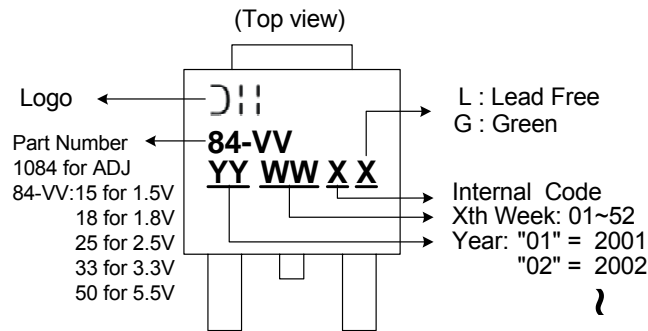 (Top view)
Logo
Part Number
1084 for ADJ
84-VV:15 for 1.5V
18 for 1.8V
25 for 2.5V
33 for 3.3V
50 for 5.5V
84-VV
YY WW X X
L : Lead Free
G : Green
Internal Code
Xth Week: 01~52
Year: "01" = 2001
"02" = 2002
~